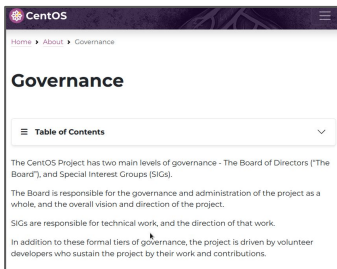 CentOS
Home > About > Governance
Governance
Table of Contents
The CentOS Project has two main levels of governance - The Board of Directors ("The
Board"), and Special Interest Groups (SIGs).
The Board is responsible for the governance and administration of the project as a
whole, and the overall vision and direction of the project.
SIGs are responsible for technical work, and the direction of that work.
In addition to these formal tiers of governance, the project is driven by volunteer
developers who sustain the project by their work and contributions.